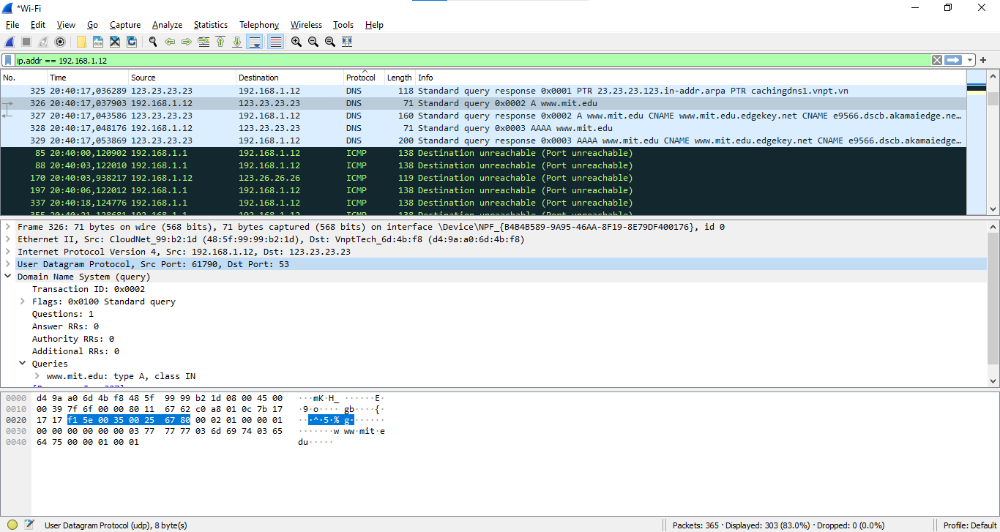 *Wi-Fi
File Edit View Go Capture Analyze Statistics Telephony Wireless Tools Help
ip.addr == 192.168.1.12
No. Time Source Destination Protocol Length Info
325 20:40:17,036289 123.23.23.23 192.168.1.12 DNS 118 Standard query response 0x0001 PTR 23.23.23.123.in-addr.arpa PTR cachingdns1.vnpt.vn
326 20:40:17,037903 192.168.1.12 123.23.23.23 DNS 71 Standard query 0x0002 A www.mit.edu
327 20:40:17,043586 123.23.23.23 192.168.1.12 DNS 160 Standard query response 0x0002 A www.mit.edu CNAME www.mit.edu.edgekey.net CNAME e9566.dscb.akamaiedge.ne…
328 20:40:17,048176 192.168.1.12 123.23.23.23 DNS 71 Standard query 0x0003 AAAA www.mit.edu
329 20:40:17,053869 123.23.23.23 192.168.1.12 DNS 200 Standard query response 0x0003 AAAA www.mit.edu CNAME www.mit.edu.edgekey.net CNAME e9566.dscb.akamaiedge…
85 20:40:00,120902 192.168.1.1 192.168.1.12 ICMP 138 Destination unreachable (Port unreachable)
88 20:40:03,122010 192.168.1.1 192.168.1.12 ICMP 138 Destination unreachable (Port unreachable)
170 20:40:03,938217 192.168.1.12 123.26.26.26 ICMP 119 Destination unreachable (Port unreachable)
197 20:40:06,122012 192.168.1.1 192.168.1.12 ICMP 138 Destination unreachable (Port unreachable)
337 20:40:18,124776 192.168.1.1 192.168.1.12 ICMP 138 Destination unreachable (Port unreachable)
Frame 326: 71 bytes on wire (568 bits), 71 bytes captured (568 bits) on interface \Device\NPF_{B4B4B589-9A95-46AA-8F19-8E79DF400176}, id 0
Ethernet II, Src: CloudNet_99:b2:1d (48:5f:99:99:b2:1d), Dst: VnptTech_6d:4b:f8 (d4:9a:a0:6d:4b:f8)
Internet Protocol Version 4, Src: 192.168.1.12, Dst: 123.23.23.23
User Datagram Protocol, Src Port: 61790, Dst Port: 53
Domain Name System (query)
Transaction ID: 0x0002
Flags: 0x0100 Standard query
Questions: 1
Answer RRs: 0
Authority RRs: 0
Additional RRs: 0
Queries
www.mit.edu: type A, class IN
0000 d4 9a a0 6d 4b f8 48 5f 99 99 b2 1d 08 00 45 00 ···mK·H_ ······E·
0010 00 39 7f 6f 00 00 80 11 67 62 c0 a8 01 0c 7b 17 ·9·o···· gb····{·
0020 17 17 f1 5e 00 35 00 25 67 80 00 02 01 00 00 01 ···^·5·% g·······
0030 00 00 00 00 00 00 03 77 77 77 03 6d 69 74 03 65 ·······w ww·mit·e
0040 64 75 00 00 01 00 01 du·····
User Datagram Protocol (udp), 8 byte(s)
Packets: 365 · Displayed: 303 (83.0%) · Dropped: 0 (0.0%)
Profile: Default